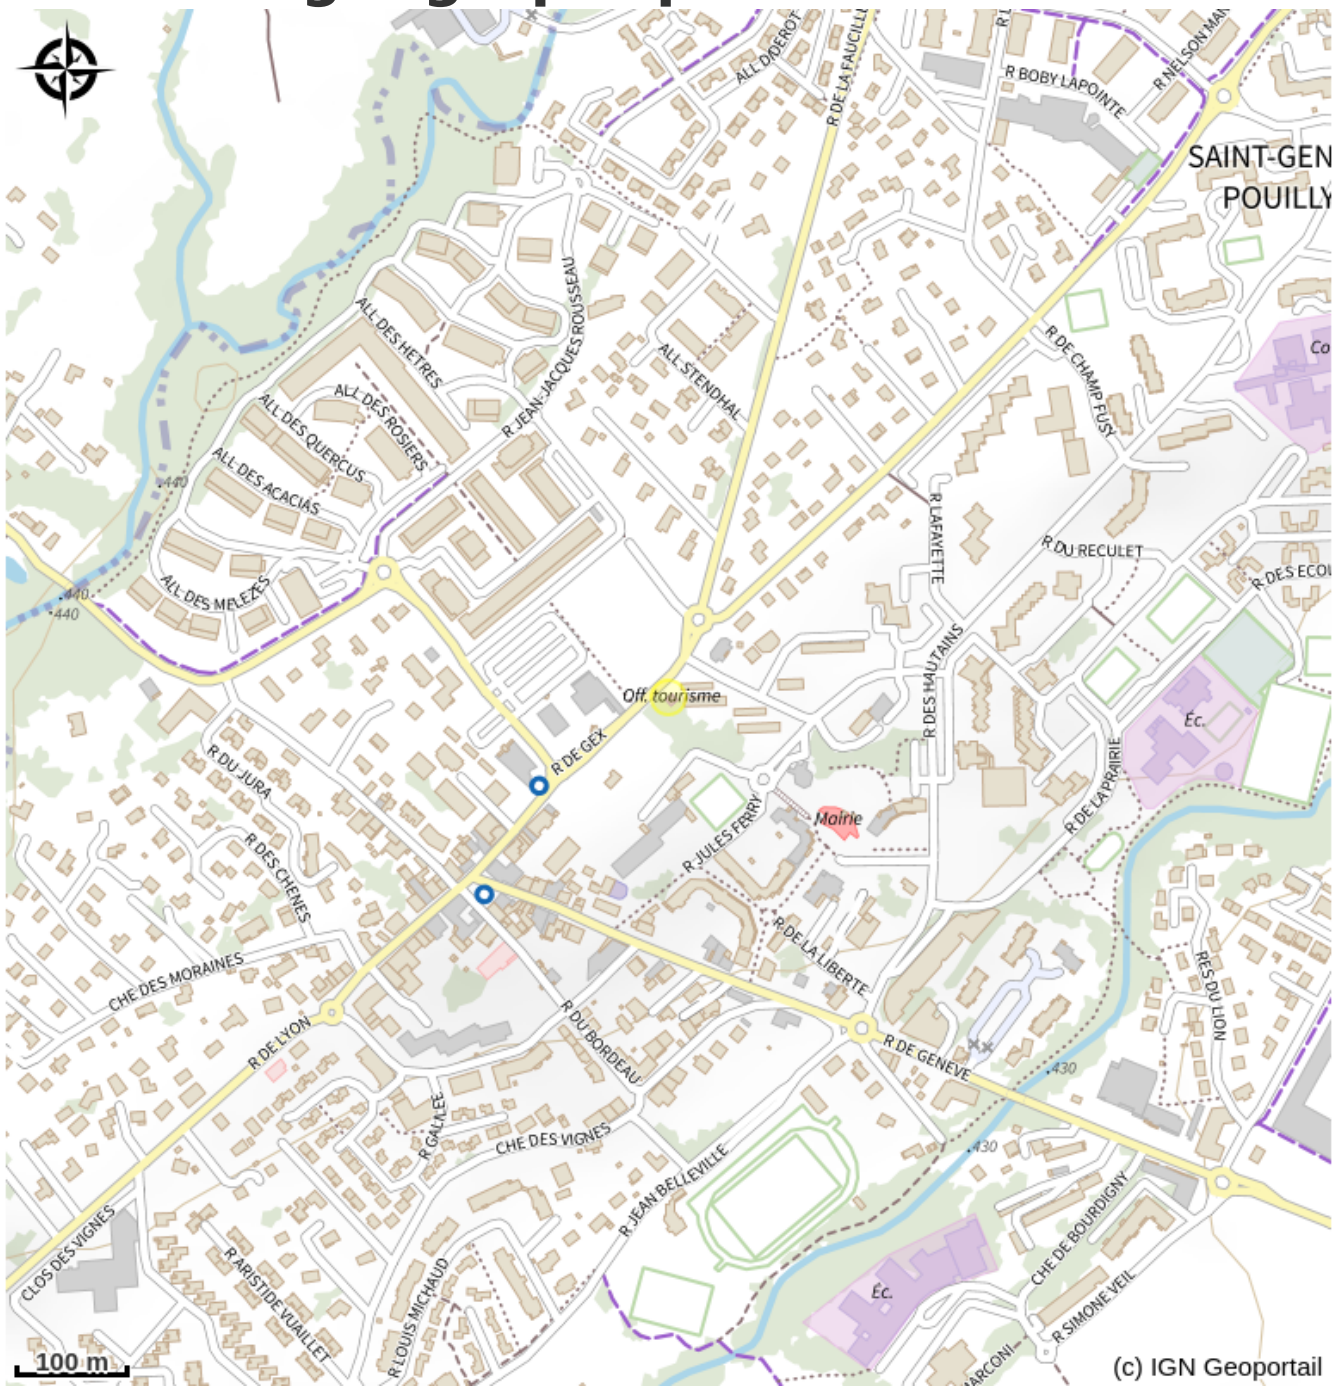 ALL DIDEROT
R DE LA FAUCILLE
R BOBY LAPOINTE
R NELSON MAN
SAINT-GEN
POUILLY
R JEAN-JACQUES ROUSSEAU
ALL DES HETRES
ALL STENDHAL
R DE CHAMP FUSY
Co
ALL DES ROSIERS
ALL DES QUERCUS
ALL DES ACACIAS
440
R LAFAYETTE
R DU RECULET
R DES ECOL
ALL DES MELEZES
440
440
R DES HAUTAINS
Off. tourisme
Éc.
R DE GEX
R DU JURA
R DE LA PRAIRIE
Mairie
R JULES FERRY
R DES CHENES
R DE LA LIBERTE
CHE DES MORAINES
RES DU LION
R DE LYON
R DU BORDEAU
R DE GENEVE
430
R GALILEE
CHE DES VIGNES
430
R JEAN BELLEVILLE
CHE DE BOURDIGNY
CLOS DES VIGNES
R ARISTIDE VUAILLET
R LOUIS MICHAUD
Éc.
R SIMONE VEIL
ARCONI
100 m
(c) IGN Geoportail